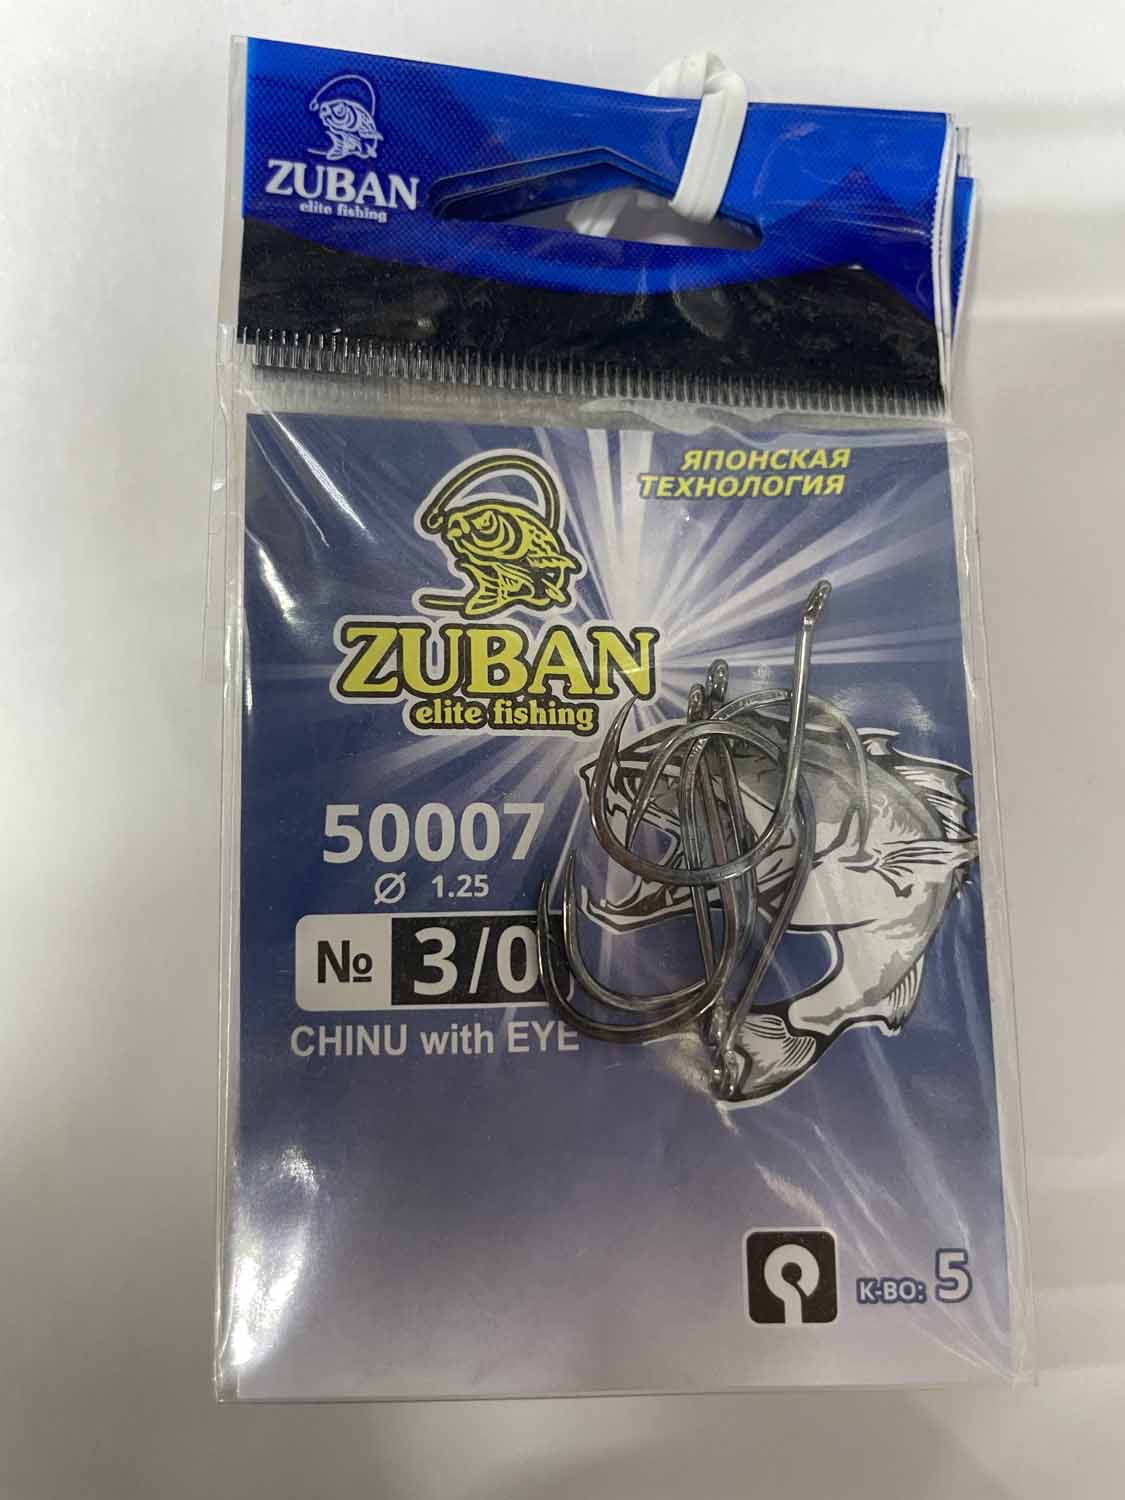 ZUBAN
elite fishing
ЯПОНСКАЯ
ТЕХНОЛОГИЯ
ZUBAN
elite fishing
50007
Ø 1.25
№ 3/0
CHINU with EYE
К-ВО: 5